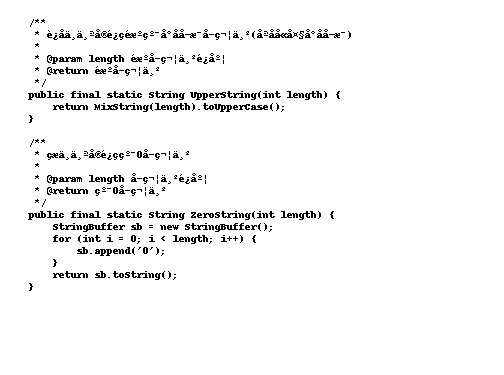 /**
 * è¿åä¸ä¸ªå®é¿çéæºçº¯å°åå­æ¯å­ç¬¦ä¸²(åªåå«å¤§å°åå­æ¯)
 *
 * @param length éæºå­ç¬¦ä¸²é¿åº¦
 * @return éæºå­ç¬¦ä¸²
 */
public final static String UpperString(int length) {
    return MixString(length).toUpperCase();
}

/**
 * çæä¸ä¸ªå®é¿ççº¯0å­ç¬¦ä¸²
 *
 * @param length å­ç¬¦ä¸²é¿åº¦
 * @return çº¯0å­ç¬¦ä¸²
 */
public final static String ZeroString(int length) {
    StringBuffer sb = new StringBuffer();
    for (int i = 0; i < length; i++) {
        sb.append('0');
    }
    return sb.toString();
}